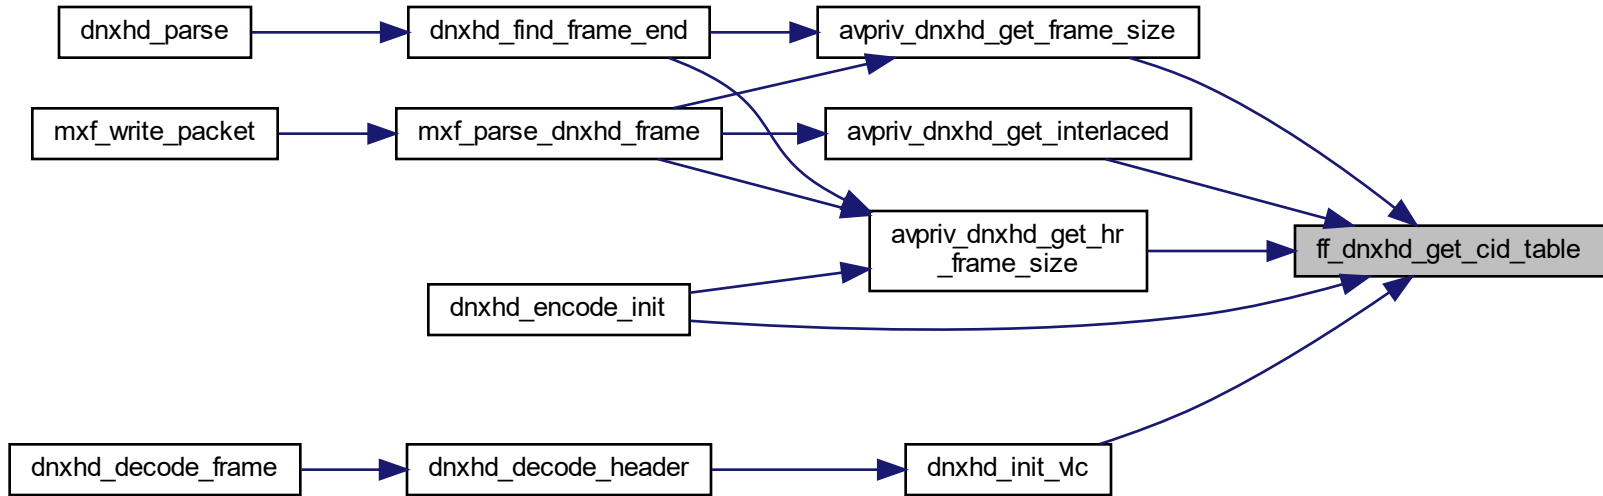 dnxhd_parse
dnxhd_find_frame_end
avpriv_dnxhd_get_frame_size
mxf_write_packet
mxf_parse_dnxhd_frame
avpriv_dnxhd_get_interlaced
avpriv_dnxhd_get_hr
_frame_size
ff_dnxhd_get_cid_table
dnxhd_encode_init
dnxhd_decode_frame
dnxhd_decode_header
dnxhd_init_vlc